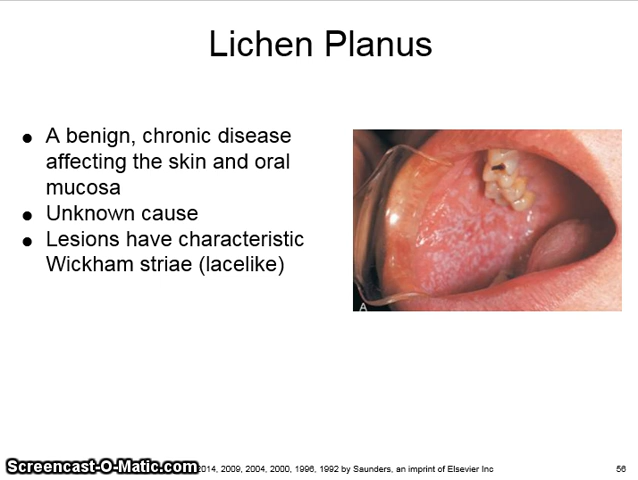 Lichen Planus
● A benign, chronic disease
affecting the skin and oral
mucosa
● Unknown cause
● Lesions have characteristic
Wickham striae (lacelike)
A
Screencast-O-Matic.com 2014, 2009, 2004, 2000, 1996, 1992 by Saunders, an imprint of Elsevier Inc 56